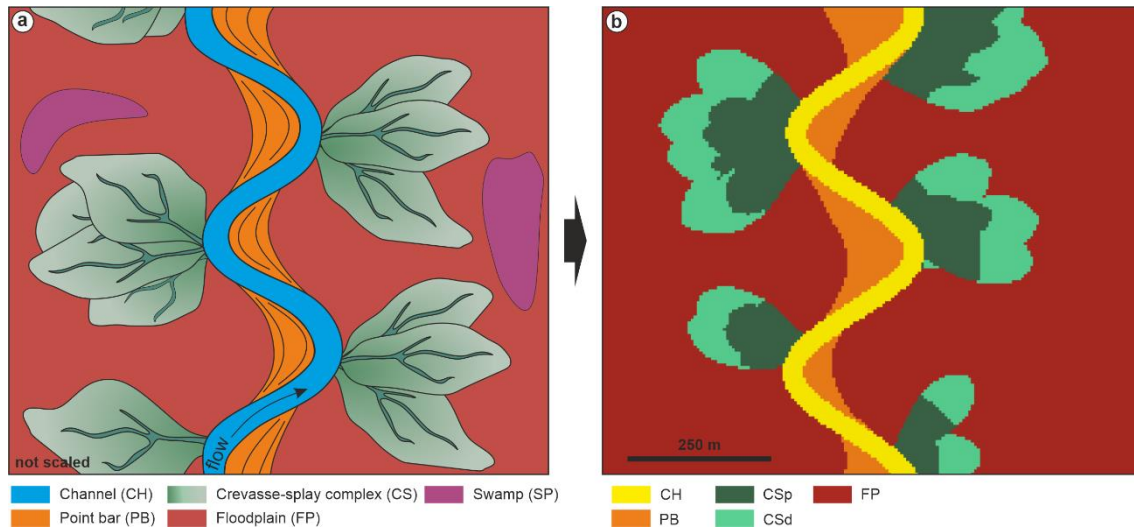 a
b
flow
not scaled
250 m
Channel (CH)
Crevasse-splay complex (CS)
Swamp (SP)
Point bar (PB)
Floodplain (FP)
CH
CSp
FP
PB
CSd